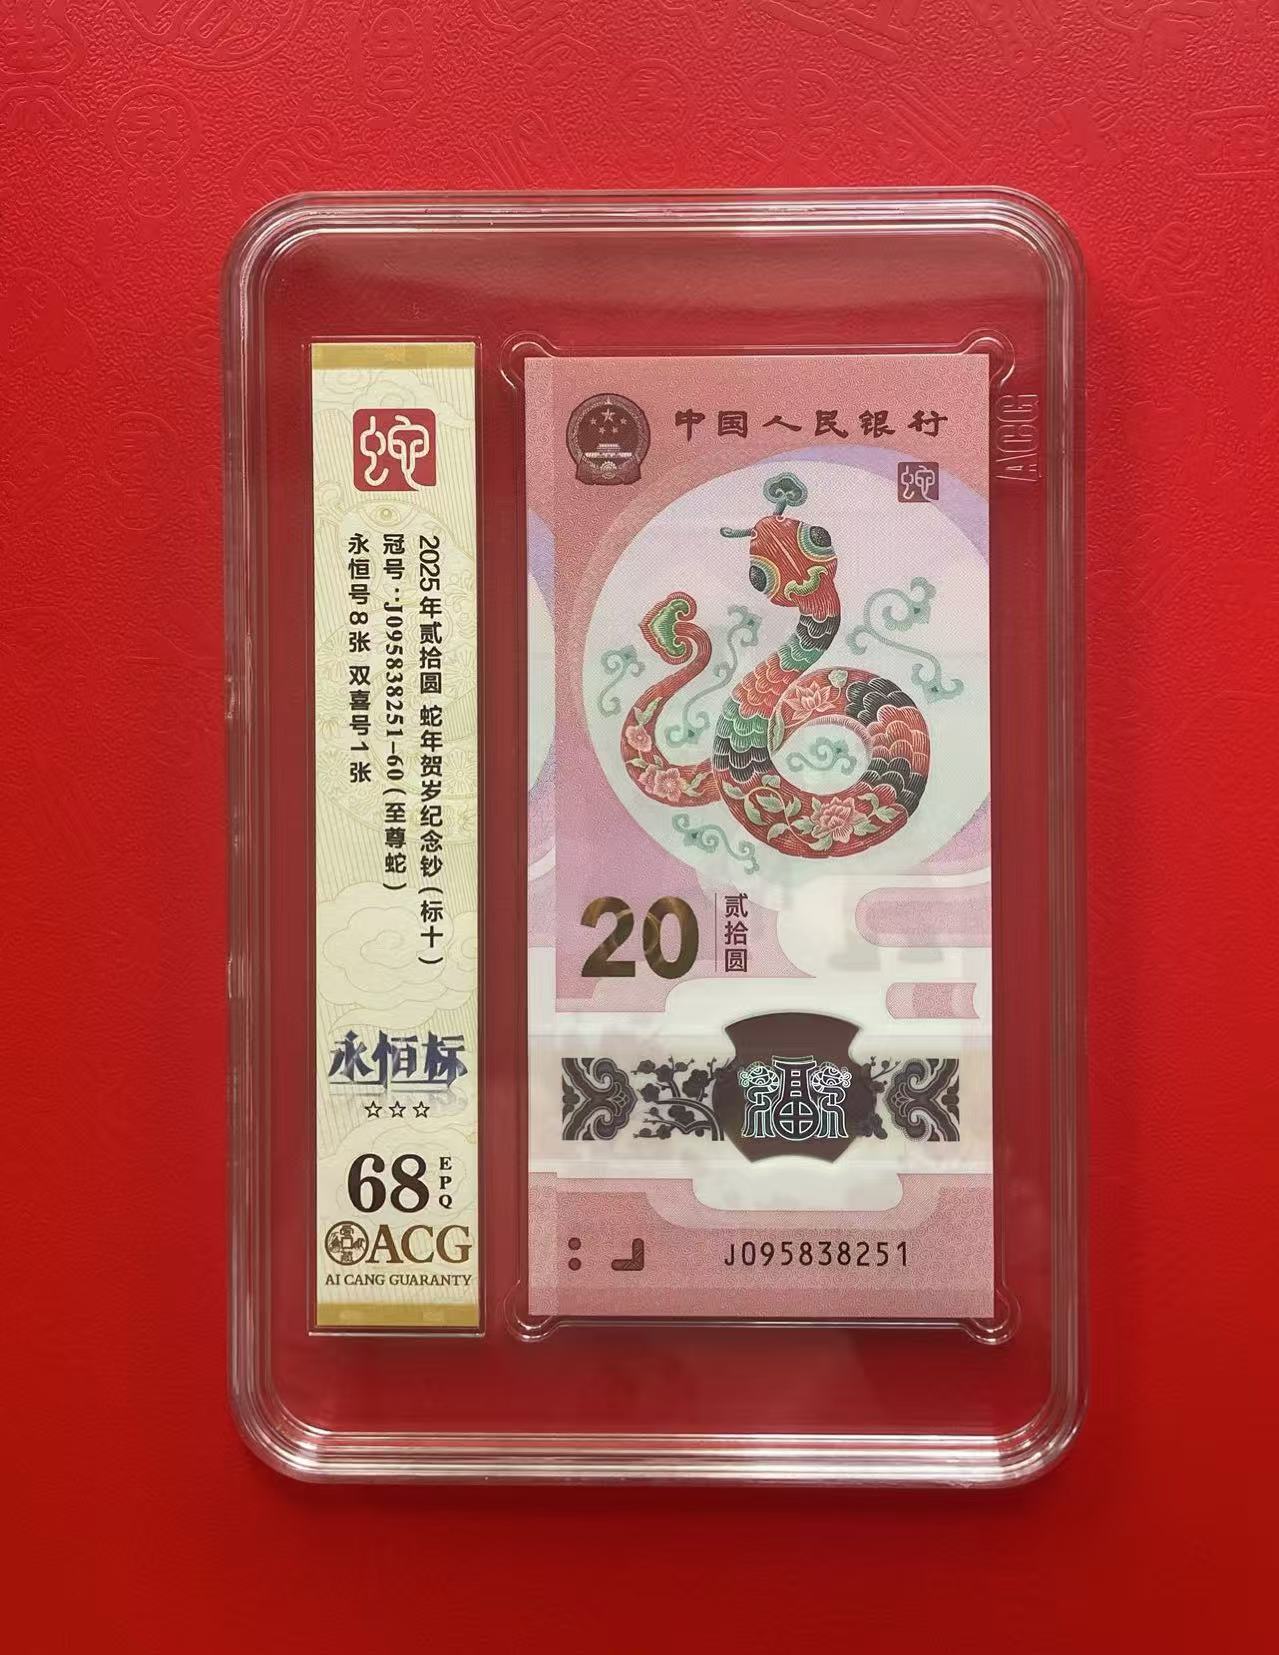 蛇
2025年贰拾圆 蛇年贺岁纪念钞（标十）
冠号：J095838251-60（至尊蛇）
永恒号8张 双喜号1张
永恒标
☆☆☆
68 EPQ
ACG
AI CANG GUARANTY
中国人民银行
蛇
20 贰拾圆
福
J095838251
ACG